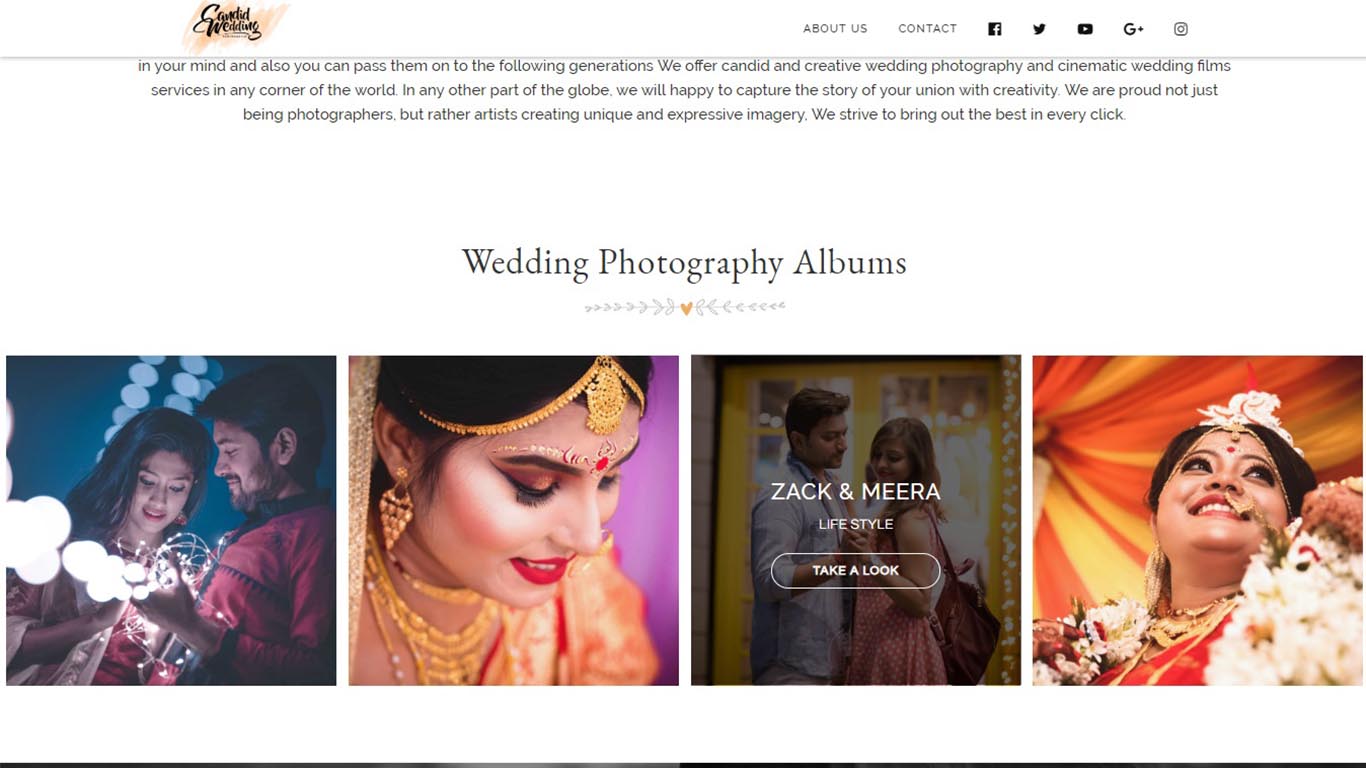 Candid
Wedding
ABOUT US
CONTACT
in your mind and also you can pass them on to the following generations We offer candid and creative wedding photography and cinematic wedding films
services in any corner of the world. In any other part of the globe, we will happy to capture the story of your union with creativity. We are proud not just
being photographers, but rather artists creating unique and expressive imagery, We strive to bring out the best in every click.
Wedding Photography Albums
ZACK & MEERA
LIFE STYLE
TAKE A LOOK